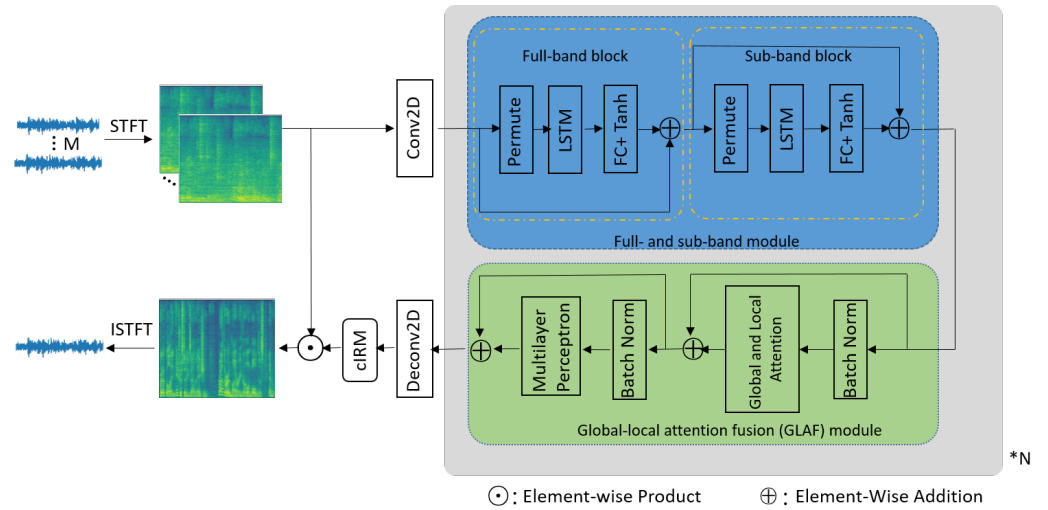 STFT
⋮ M
Conv2D
Full-band block
Permute
LSTM
FC+ Tanh
Sub-band block
Permute
LSTM
FC+ Tanh
Full- and sub-band module
ISTFT
cIRM
Deconv2D
Multilayer
Perceptron
Batch Norm
Global and Local
Attention
Batch Norm
Global-local attention fusion (GLAF) module
*N
⊙: Element-wise Product
⊕: Element-Wise Addition